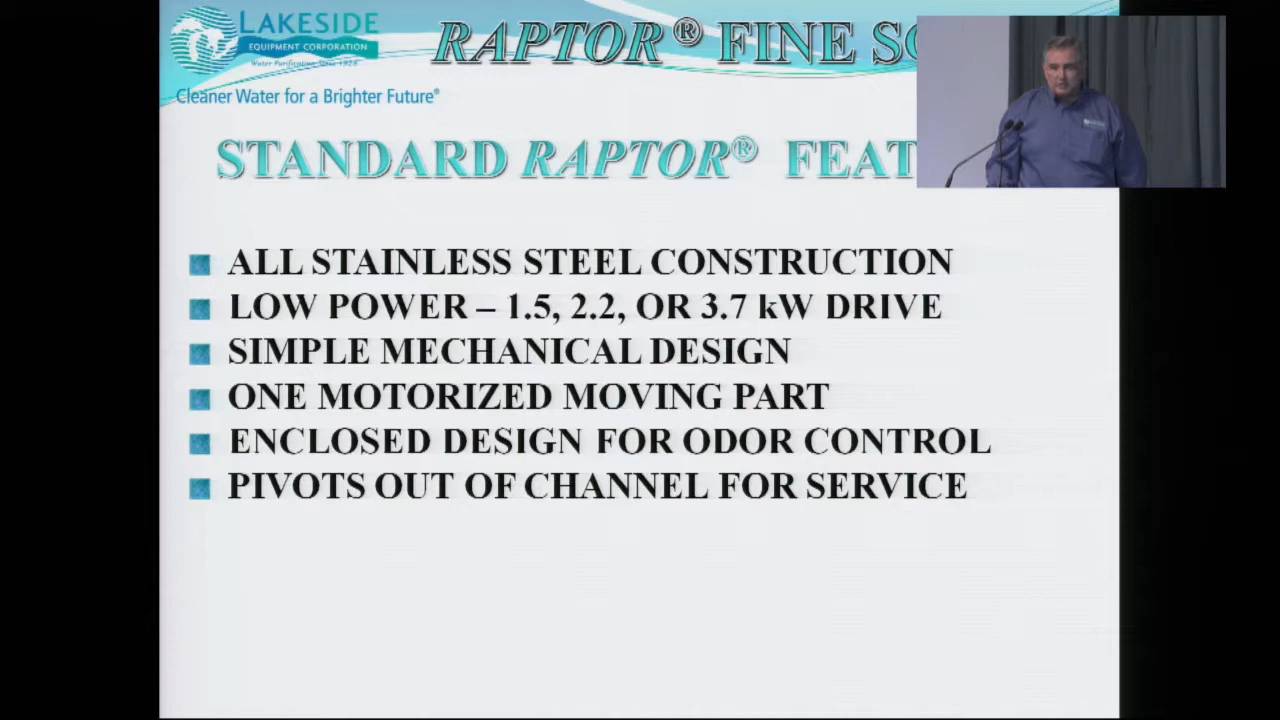 LAKESIDE
EQUIPMENT CORPORATION
Water Purification Since 1928
Cleaner Water for a Brighter Future®
RAPTOR® FINE SC
STANDARD RAPTOR® FEAT
ALL STAINLESS STEEL CONSTRUCTION
LOW POWER – 1.5, 2.2, OR 3.7 kW DRIVE
SIMPLE MECHANICAL DESIGN
ONE MOTORIZED MOVING PART
ENCLOSED DESIGN FOR ODOR CONTROL
PIVOTS OUT OF CHANNEL FOR SERVICE